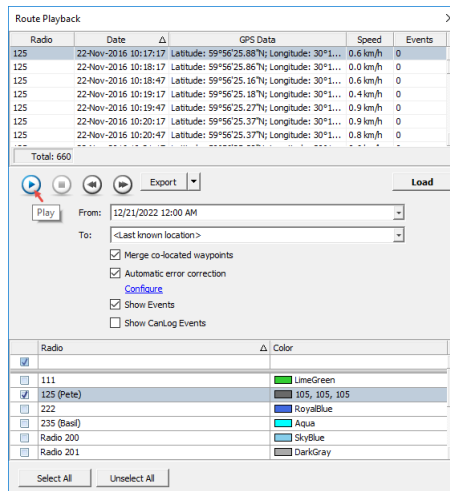 Route Playback
Radio Date GPS Data Speed Events
125 22-Nov-2016 10:17:17 Latitude: 59°56'25.88"N; Longitude: 30°1... 0.6 km/h 0
125 22-Nov-2016 10:18:17 Latitude: 59°56'25.86"N; Longitude: 30°1... 0.0 km/h 0
125 22-Nov-2016 10:18:47 Latitude: 59°56'25.16"N; Longitude: 30°1... 0.6 km/h 0
125 22-Nov-2016 10:19:17 Latitude: 59°56'25.18"N; Longitude: 30°1... 0.4 km/h 0
125 22-Nov-2016 10:19:47 Latitude: 59°56'25.27"N; Longitude: 30°1... 0.9 km/h 0
125 22-Nov-2016 10:20:17 Latitude: 59°56'25.37"N; Longitude: 30°1... 0.9 km/h 0
125 22-Nov-2016 10:20:47 Latitude: 59°56'25.37"N; Longitude: 30°1... 0.8 km/h 0
Total: 660
Export Load
Play
From: 12/21/2022 12:00 AM
To: <Last known location>
Merge co-located waypoints
Automatic error correction
Configure
Show Events
Show CanLog Events
Radio Color
111 LimeGreen
125 (Pete) 105, 105, 105
222 RoyalBlue
235 (Basil) Aqua
Radio 200 SkyBlue
Radio 201 DarkGray
Select All Unselect All